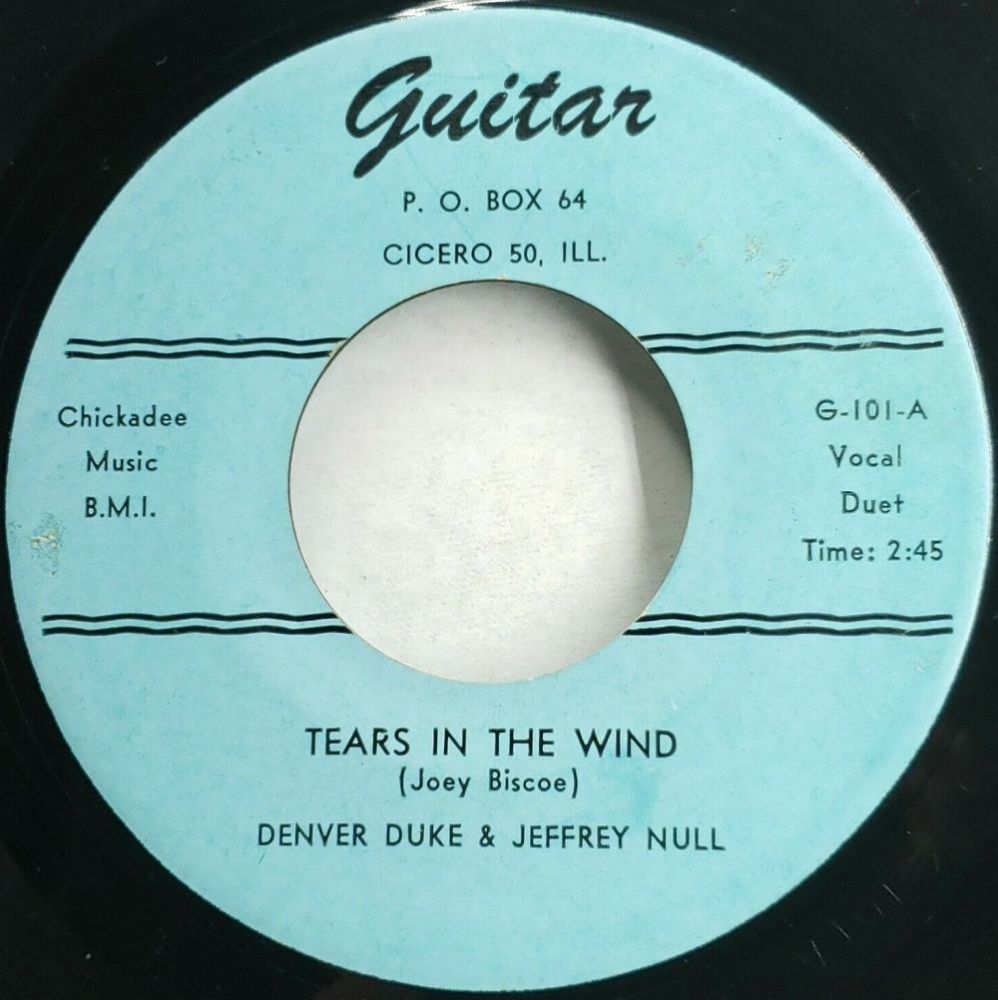 Guitar
P. O. BOX 64
CICERO 50, ILL.
Chickadee
Music
B.M.I.
G-101-A
Vocal
Duet
Time: 2:45
TEARS IN THE WIND
(Joey Biscoe)
DENVER DUKE & JEFFREY NULL